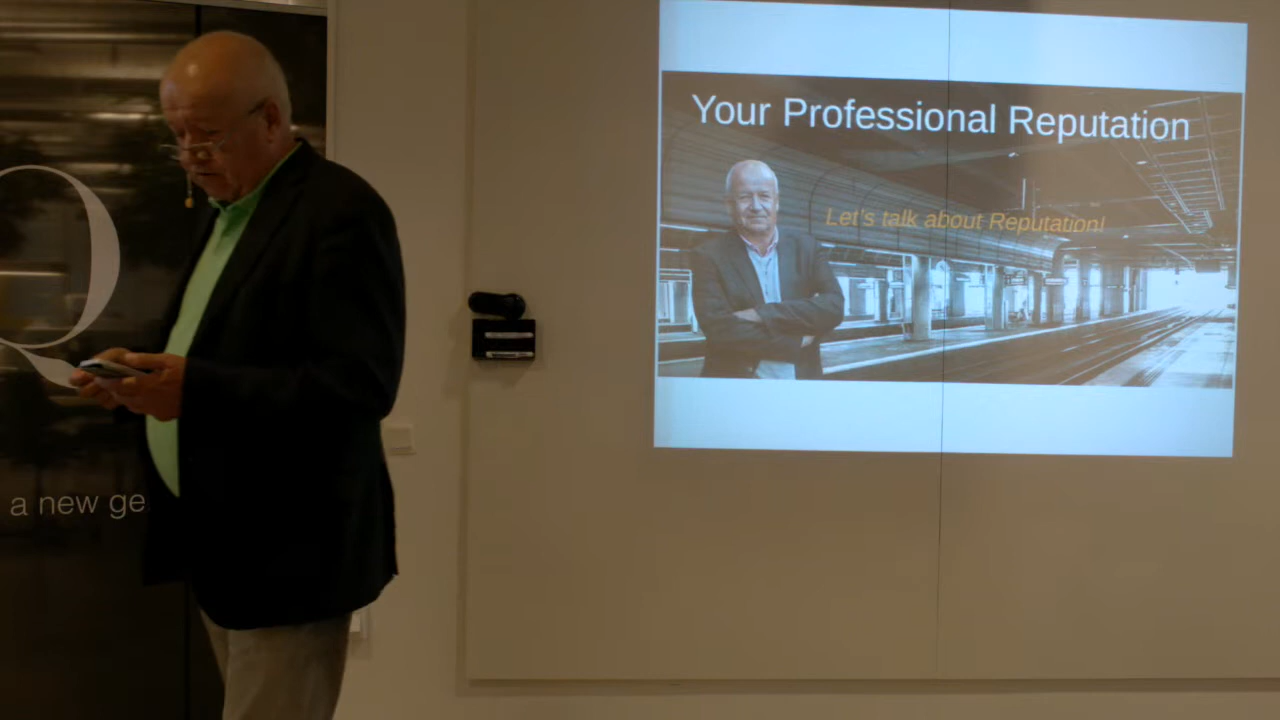 Your Professional Reputation
Let's talk about Reputation!
Q
a new ge